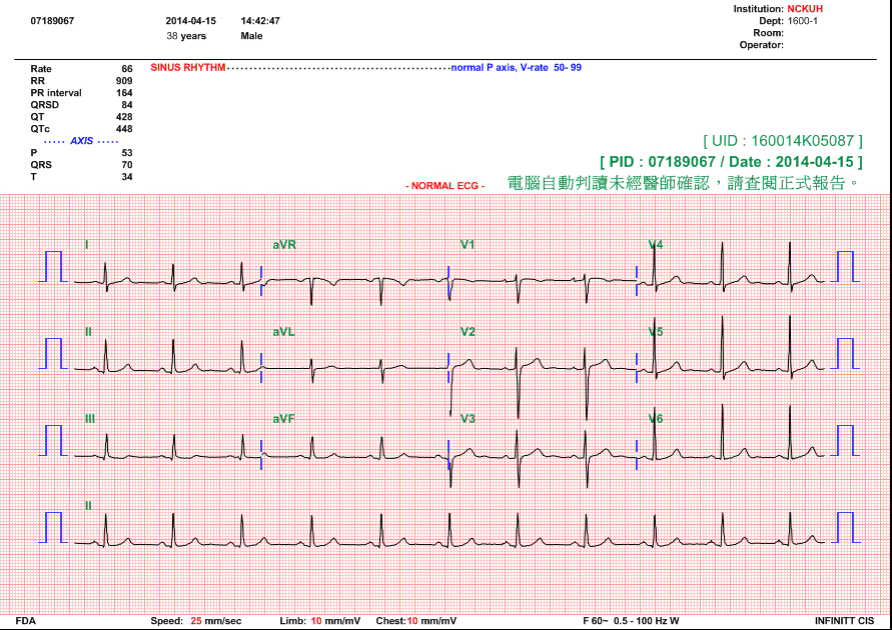 Institution: NCKUH
07189067 2014-04-15 14:42:47 Dept: 1600-1
38 years Male Room:
Operator:
Rate 66 SINUS RHYTHM normal P axis, V-rate 50- 99
RR 909
PR interval 164
QRSD 84
QT 428
QTc 448
····· AXIS ·····
P 53
QRS 70
T 34
[ UID : 160014K05087 ]
[ PID : 07189067 / Date : 2014-04-15 ]
- NORMAL ECG - 電腦自動判讀未經醫師確認，請查閱正式報告。
I aVR V1 V4
II aVL V2 V5
III aVF V3 V6
II
FDA Speed: 25 mm/sec Limb: 10 mm/mV Chest:10 mm/mV F 60~ 0.5 - 100 Hz W INFINITT CIS